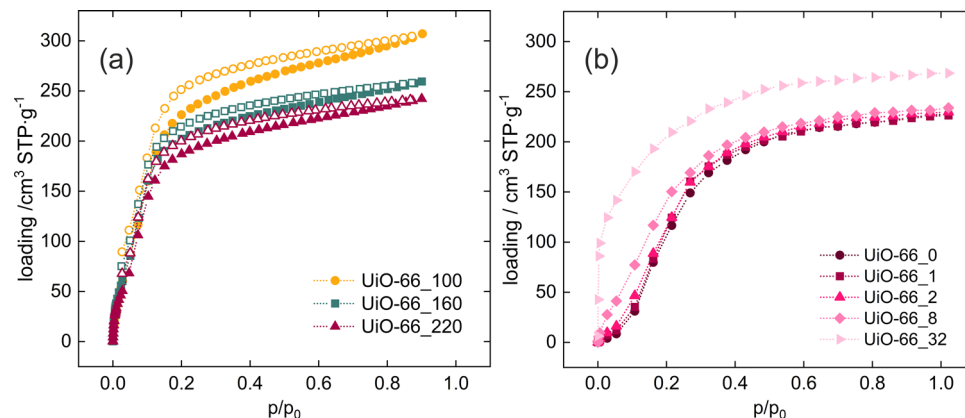 (a)
loading /cm³ STP·g⁻¹
300
250
200
150
100
50
0
UiO-66_100
UiO-66_160
UiO-66_220
0.0 0.2 0.4 0.6 0.8 1.0
p/p₀
(b)
loading / cm³ STP·g⁻¹
300
250
200
150
100
50
0
UiO-66_0
UiO-66_1
UiO-66_2
UiO-66_8
UiO-66_32
0.0 0.2 0.4 0.6 0.8 1.0
p/p₀